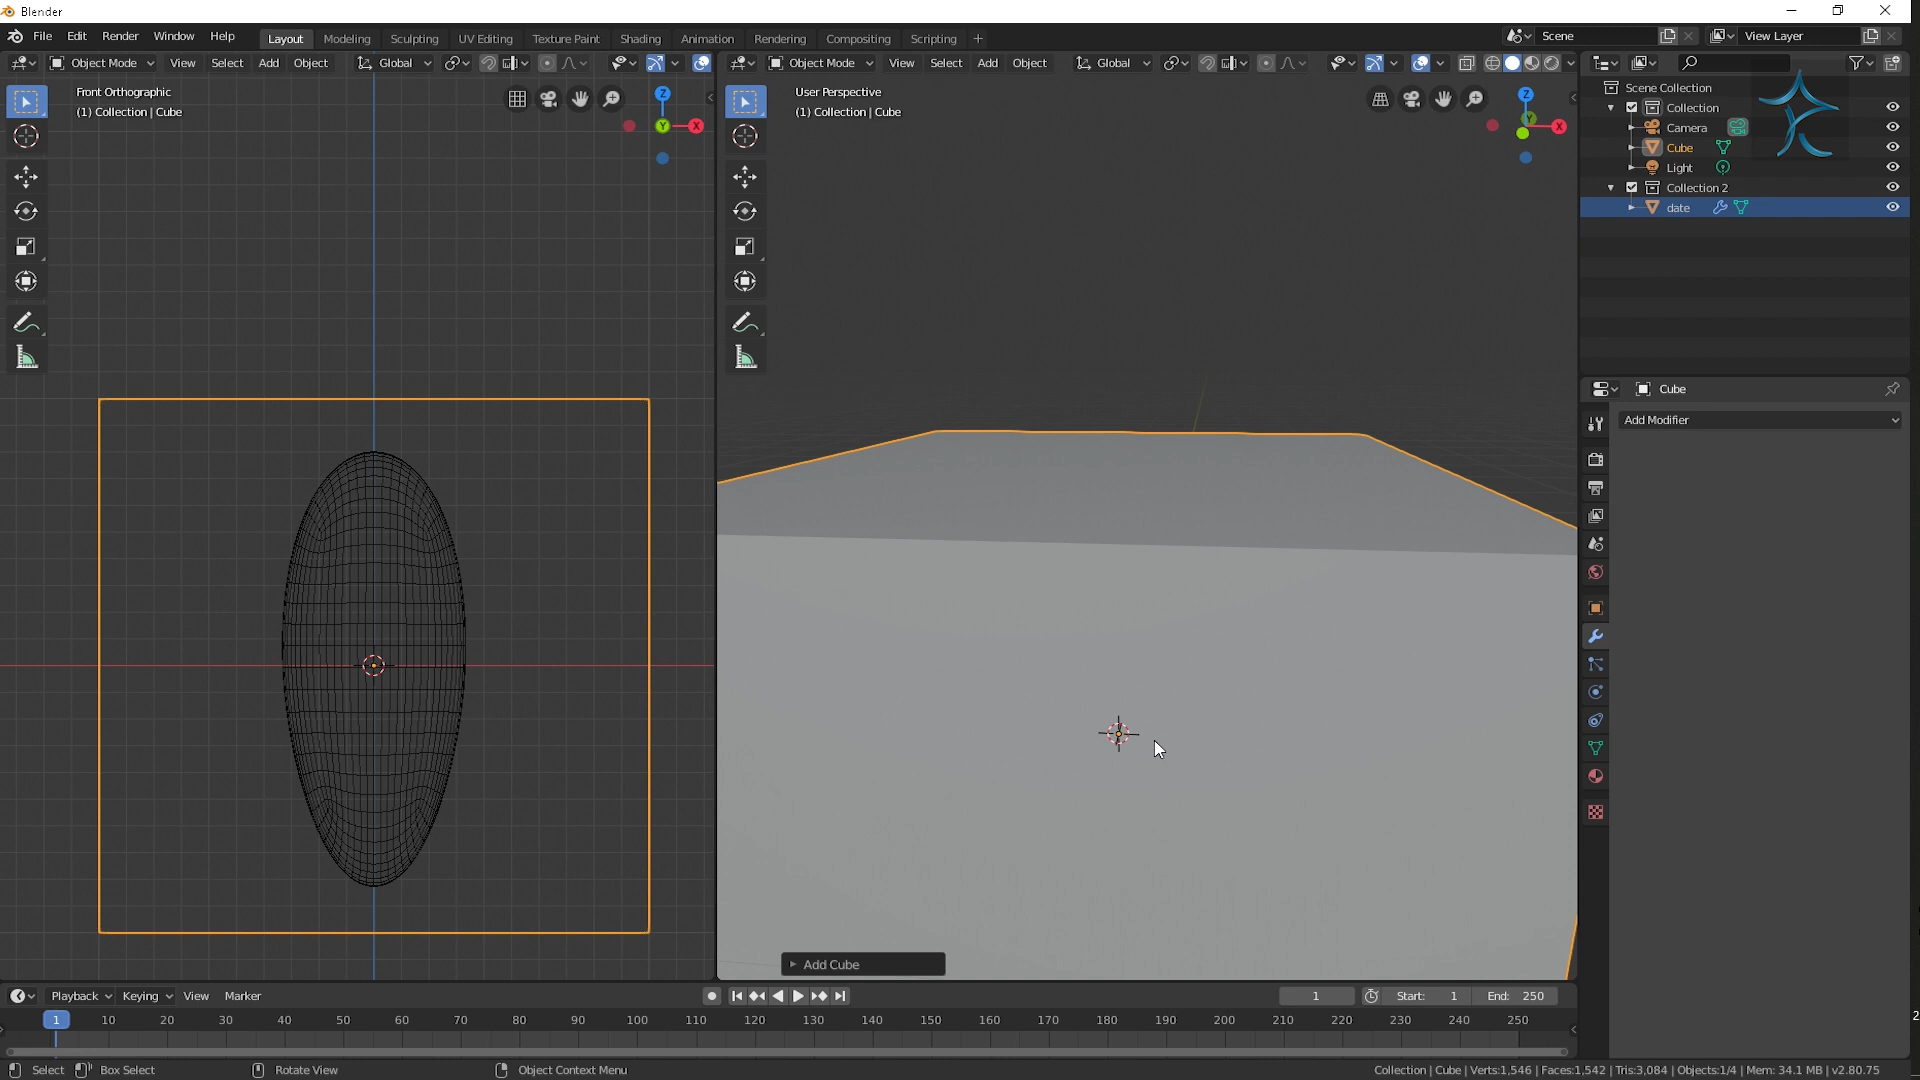 Blender
File Edit Render Window Help Layout Modeling Sculpting UV Editing Texture Paint Shading Animation Rendering Compositing Scripting + Scene View Layer
Object Mode View Select Add Object Global Object Mode View Select Add Object Global
Front Orthographic
(1) Collection | Cube
Z
Y
X
User Perspective
(1) Collection | Cube
Z
Y
X
Scene Collection
Collection
Camera
Cube
Light
Collection 2
date
Cube
Add Modifier
Add Cube
Playback Keying View Marker 1 Start: 1 End: 250
1 10 20 30 40 50 60 70 80 90 100 110 120 130 140 150 160 170 180 190 200 210 220 230 240 250
2
Select Box Select Rotate View Object Context Menu Collection | Cube | Verts:1,546 | Faces:1,542 | Tris:3,084 | Objects:1/4 | Mem: 34.1 MB | v2.80.75